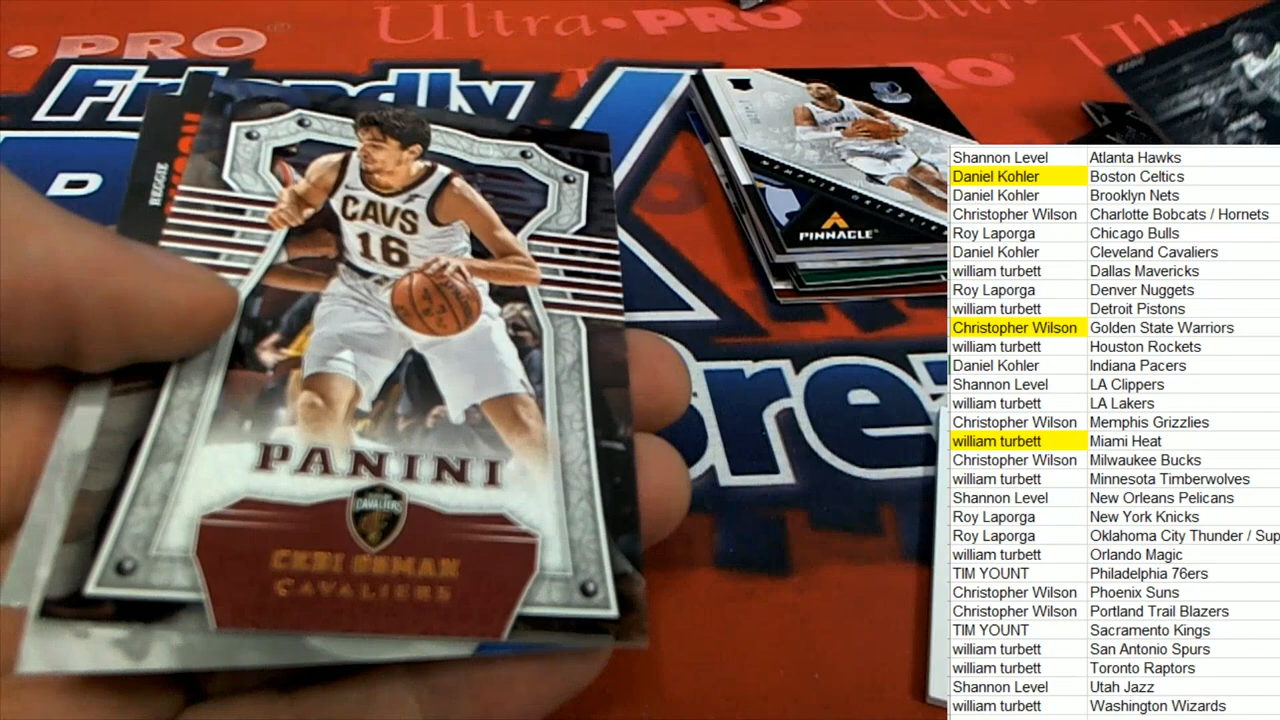 PRO
Ultra PRO
Ultra PRO
Friendly
D
Bre
REGGIE
CAVS
16
PANINI
CAVALIERS
CEDI OSMAN
CAVALIERS
PINNACLE
Shannon Level Atlanta Hawks
Daniel Kohler Boston Celtics
Daniel Kohler Brooklyn Nets
Christopher Wilson Charlotte Bobcats / Hornets
Roy Laporga Chicago Bulls
Daniel Kohler Cleveland Cavaliers
william turbett Dallas Mavericks
Roy Laporga Denver Nuggets
william turbett Detroit Pistons
Christopher Wilson Golden State Warriors
william turbett Houston Rockets
Daniel Kohler Indiana Pacers
Shannon Level LA Clippers
william turbett LA Lakers
Christopher Wilson Memphis Grizzlies
william turbett Miami Heat
Christopher Wilson Milwaukee Bucks
william turbett Minnesota Timberwolves
Shannon Level New Orleans Pelicans
Roy Laporga New York Knicks
Roy Laporga Oklahoma City Thunder / Sup
william turbett Orlando Magic
TIM YOUNT Philadelphia 76ers
Christopher Wilson Phoenix Suns
Christopher Wilson Portland Trail Blazers
TIM YOUNT Sacramento Kings
william turbett San Antonio Spurs
william turbett Toronto Raptors
Shannon Level Utah Jazz
william turbett Washington Wizards